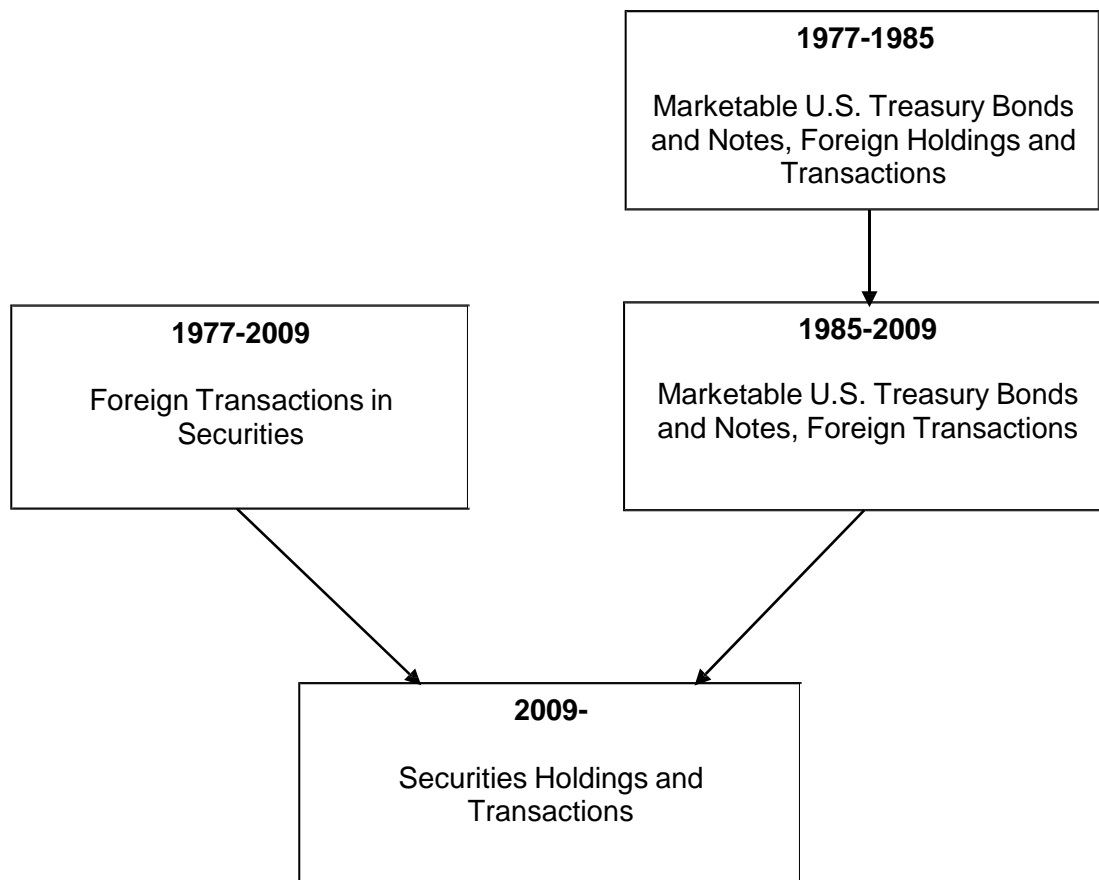 1977-1985
Marketable U.S. Treasury Bonds
and Notes, Foreign Holdings and
Transactions
1977-2009
Foreign Transactions in
Securities
1985-2009
Marketable U.S. Treasury Bonds
and Notes, Foreign Transactions
2009-
Securities Holdings and
Transactions